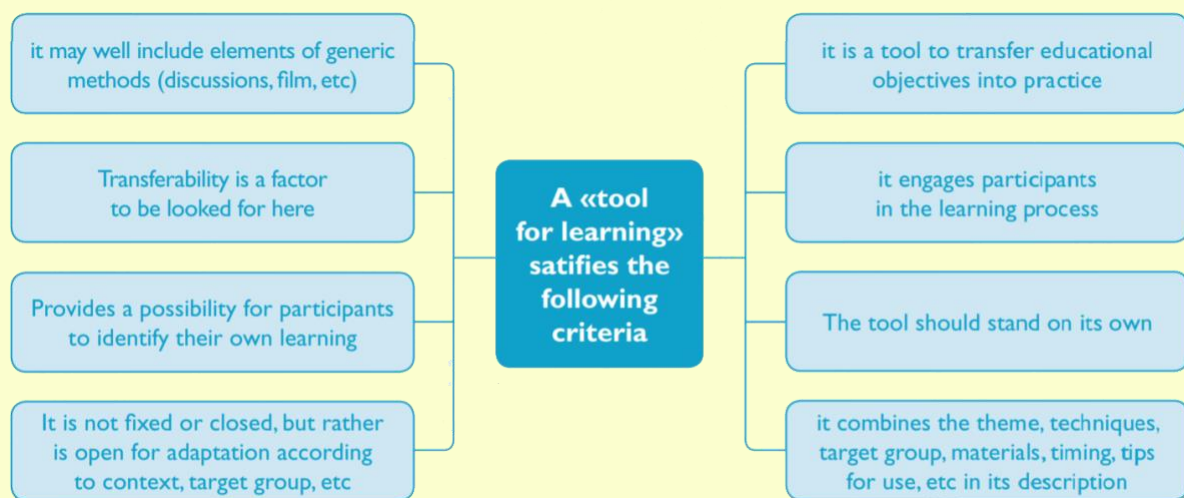 it may well include elements of generic
methods (discussions, film, etc)
Transferability is a factor
to be looked for here
Provides a possibility for participants
to identify their own learning
It is not fixed or closed, but rather
is open for adaptation according
to context, target group, etc
A «tool
for learning»
satifies the
following
criteria
it is a tool to transfer educational
objectives into practice
it engages participants
in the learning process
The tool should stand on its own
it combines the theme, techniques,
target group, materials, timing, tips
for use, etc in its description